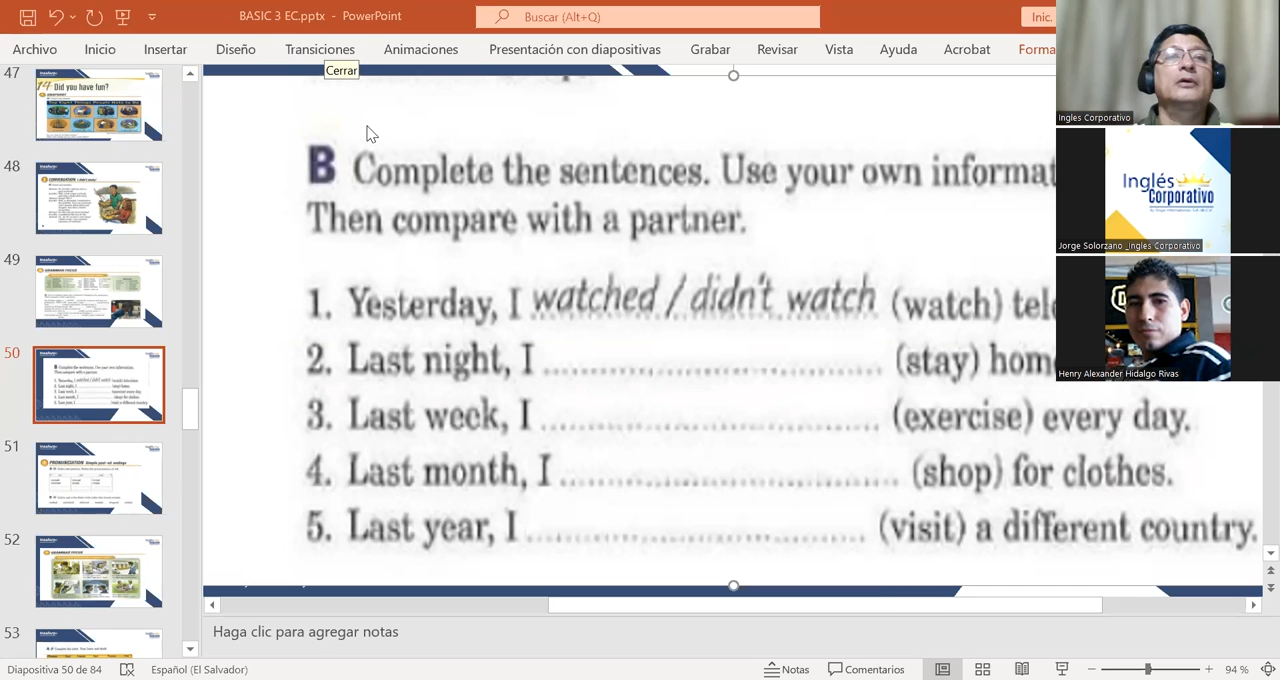 BASIC 3 EC.pptx - PowerPoint
Buscar (Alt+Q)
Inic.
Archivo Inicio Insertar Diseño Transiciones Animaciones Presentación con diapositivas Grabar Revisar Vista Ayuda Acrobat Forma
Cerrar
47
14 Did you have fun?
48
49
50
51
52
53
B Complete the sentences. Use your own informat
Then compare with a partner.
1. Yesterday, I watched / didn't watch (watch) tele
2. Last night, I .......... (stay) home
3. Last week, I .......... (exercise) every day.
4. Last month, I .......... (shop) for clothes.
5. Last year, I .......... (visit) a different country.
Ingles Corporativo
Inglés
Corporativo
Jorge Solorzano _Ingles Corporativo
Henry Alexander Hidalgo Rivas
Haga clic para agregar notas
Diapositiva 50 de 84 Español (El Salvador) Notas Comentarios 94 %